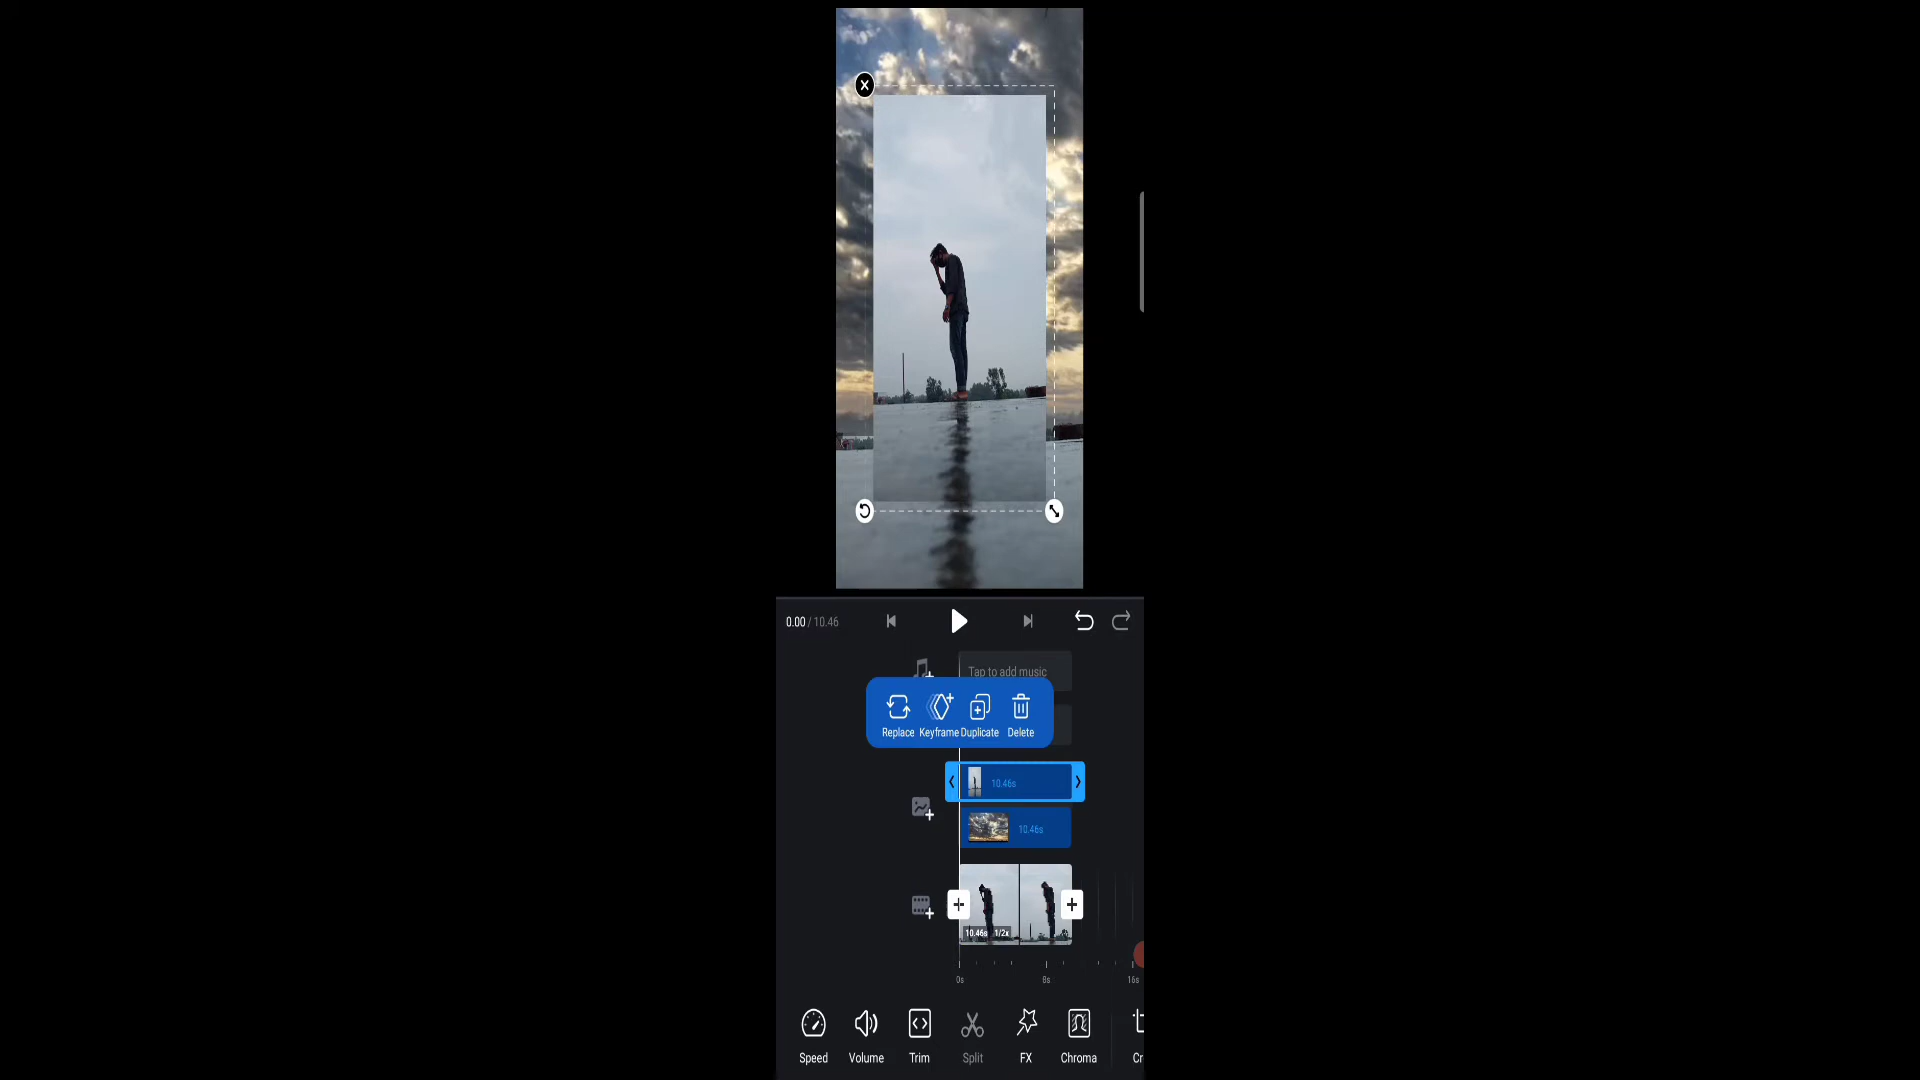 0.00 / 10.46
Tap to add music
Replace Keyframe Duplicate Delete
10.46s
10.46s
10.46s 1/2x
0s 8s 16s
Speed Volume Trim Split FX Chroma Cr